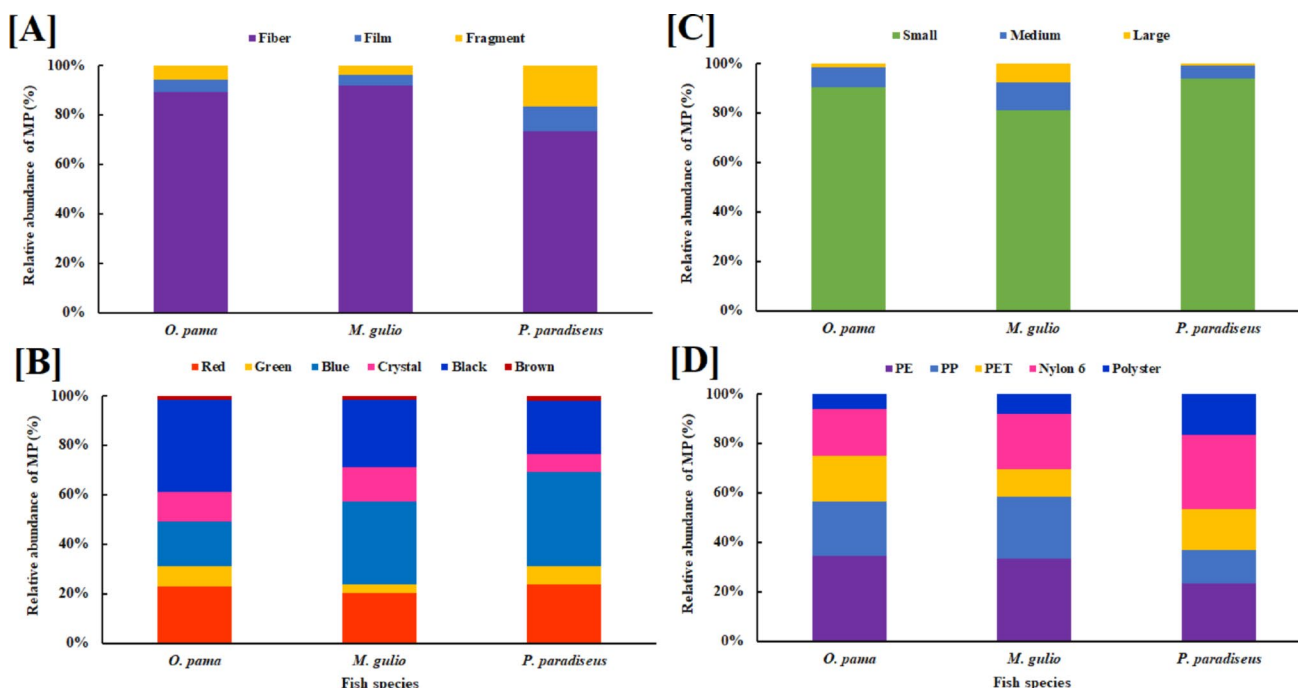 [A]
Fiber Film Fragment
Relative abundance of MP (%)
100%
80%
60%
40%
20%
0%
O. pama M. gulio P. paradiseus
[C]
Small Medium Large
Relative abundance of MP (%)
100%
80%
60%
40%
20%
0%
O. pama M. gulio P. paradiseus
[B]
Red Green Blue Crystal Black Brown
Relative abundance of MP (%)
100%
80%
60%
40%
20%
0%
O. pama M. gulio P. paradiseus
Fish species
[D]
PE PP PET Nylon 6 Polyster
Relative abundance of MP (%)
100%
80%
60%
40%
20%
0%
O. pama M. gulio P. paradiseus
Fish species